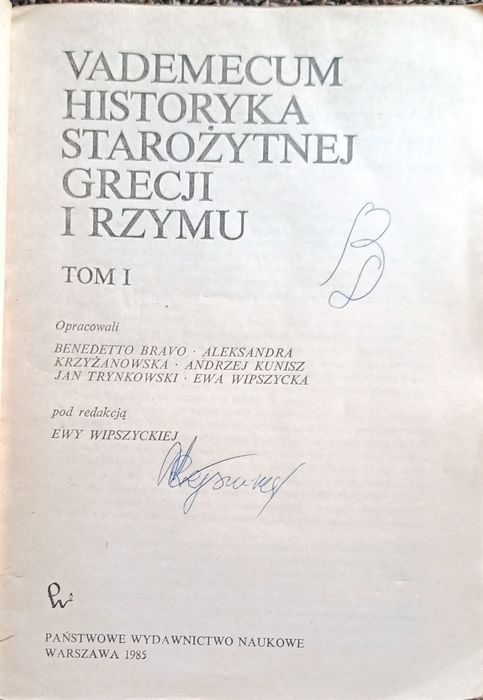 VADEMECUM
HISTORYKA
STAROŻYTNEJ
GRECJI
I RZYMU
TOM I
Opracowali
BENEDETTO BRAVO · ALEKSANDRA
KRZYŻANOWSKA · ANDRZEJ KUNISZ
JAN TRYNKOWSKI · EWA WIPSZYCKA
pod redakcją
EWY WIPSZYCKIEJ
PAŃSTWOWE WYDAWNICTWO NAUKOWE
WARSZAWA 1985